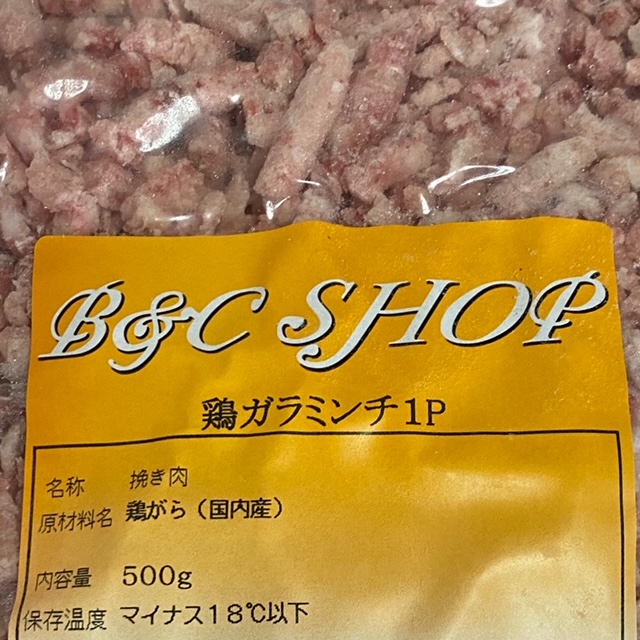 B&C SHOP
鶏ガラミンチ1P
名称 挽き肉
原材料名 鶏がら（国内産）
内容量 500g
保存温度 マイナス18℃以下